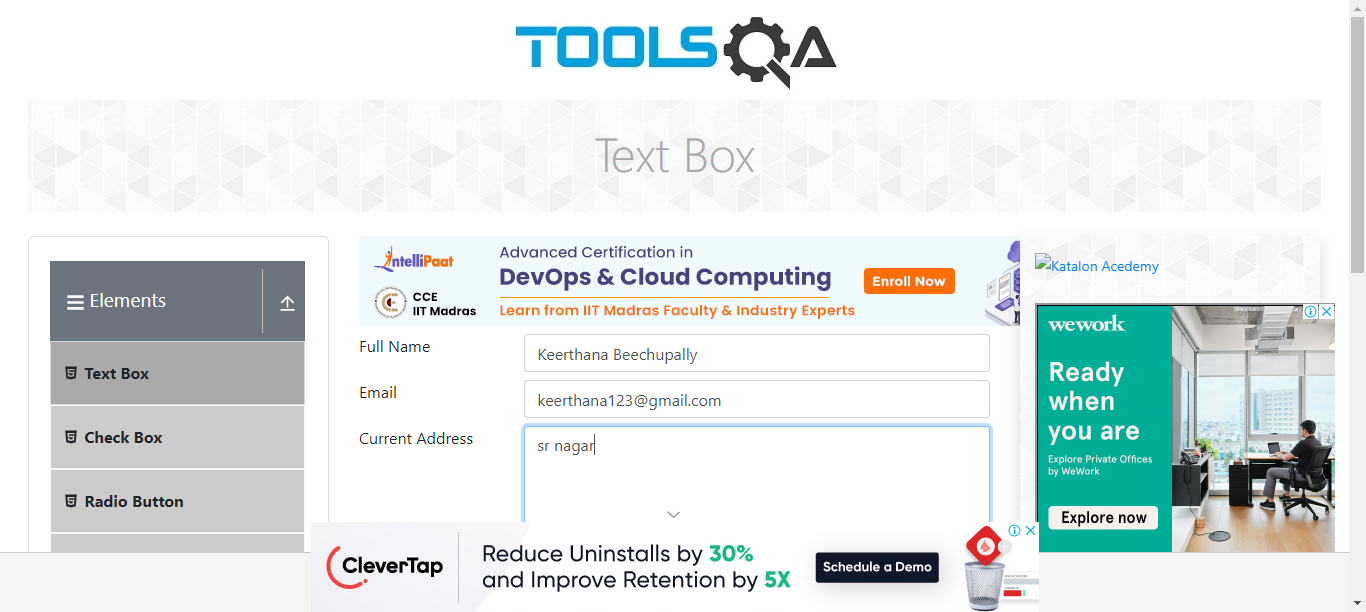 TOOLSQA
Text Box
Elements
Text Box
Check Box
Radio Button
IntelliPaat
CCE
IIT Madras
Advanced Certification in
DevOps & Cloud Computing
Learn from IIT Madras Faculty & Industry Experts
Enroll Now
Full Name
Keerthana Beechupally
Email
keerthana123@gmail.com
Current Address
sr nagar
Katalon Acedemy
wework
Ready
when
you are
Explore Private Offices
by WeWork
Explore now
CleverTap
Reduce Uninstalls by 30%
and Improve Retention by 5X
Schedule a Demo